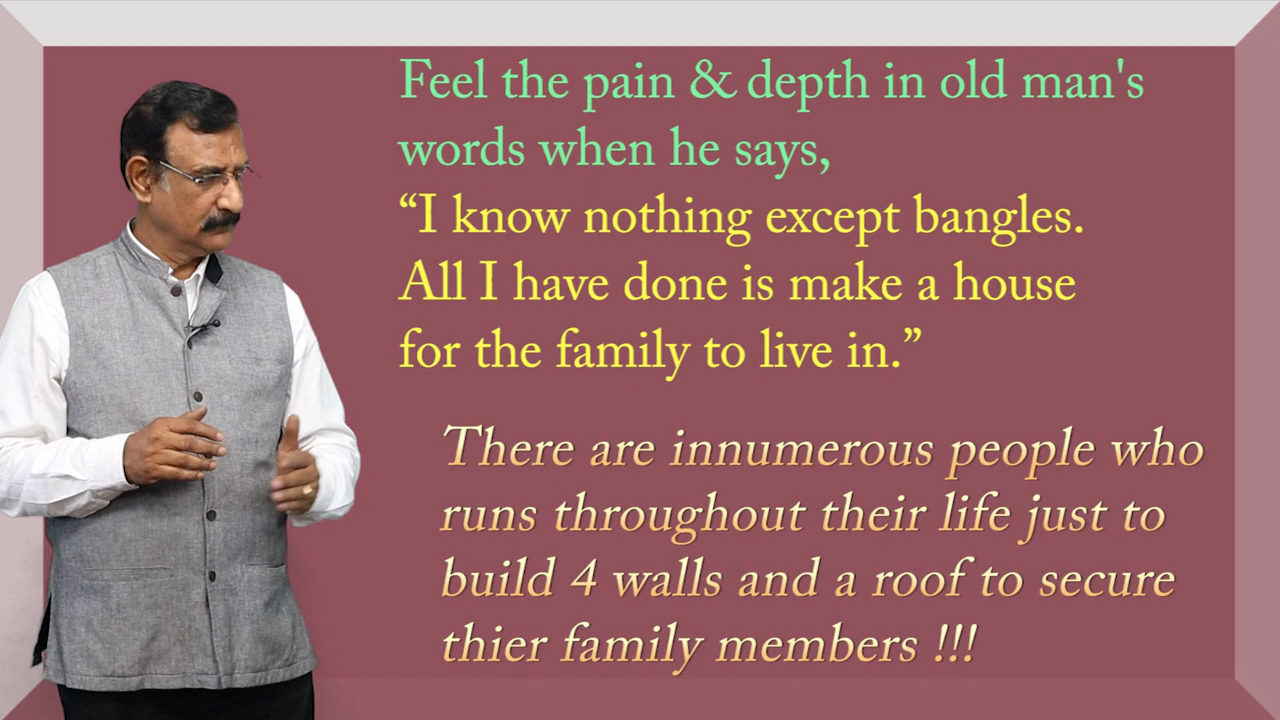 Feel the pain & depth in old man's
words when he says,
“I know nothing except bangles.
All I have done is make a house
for the family to live in.”
There are innumerous people who
runs throughout their life just to
build 4 walls and a roof to secure
thier family members !!!